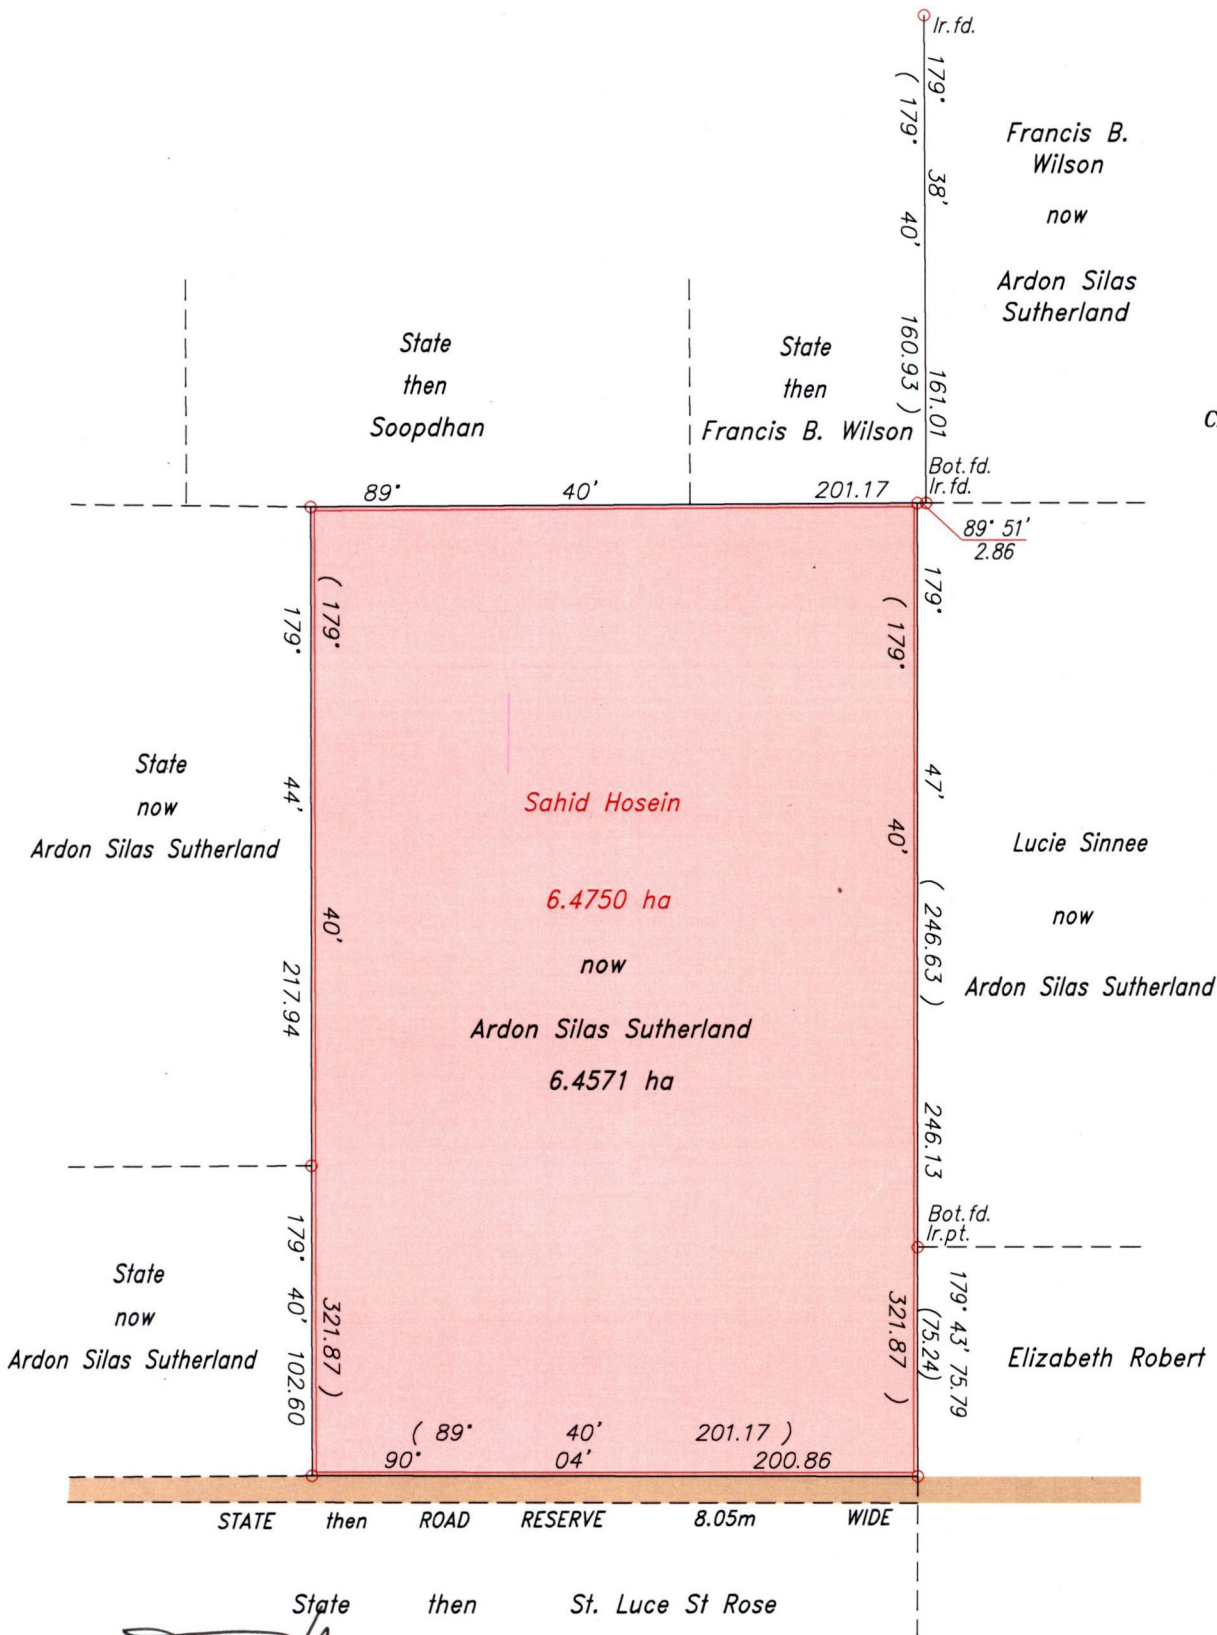 Ir.fd.
179° 38' 161.01
( 179° 40' 160.93 )
Francis B.
Wilson
now
Ardon Silas
Sutherland
State
then
Soopdhan
State
then
Francis B. Wilson
Bot.fd.
Ir.fd.
89° 40' 201.17
89° 51'
2.86
179° 44' 217.94
( 179° 40' 321.87 )
179° 47' 246.13
( 246.63 )
( 179° 40' 321.87 )
State
now
Ardon Silas Sutherland
Sahid Hosein
6.4750 ha
now
Ardon Silas Sutherland
6.4571 ha
Lucie Sinnee
now
Ardon Silas Sutherland
Bot.fd.
Ir.pt.
State
now
Ardon Silas Sutherland
179° 40' 102.60
179° 43' 75.79
(75.24)
Elizabeth Robert
( 89° 40' 201.17 )
90° 04' 200.86
STATE then ROAD RESERVE 8.05m WIDE
State then St. Luce St Rose